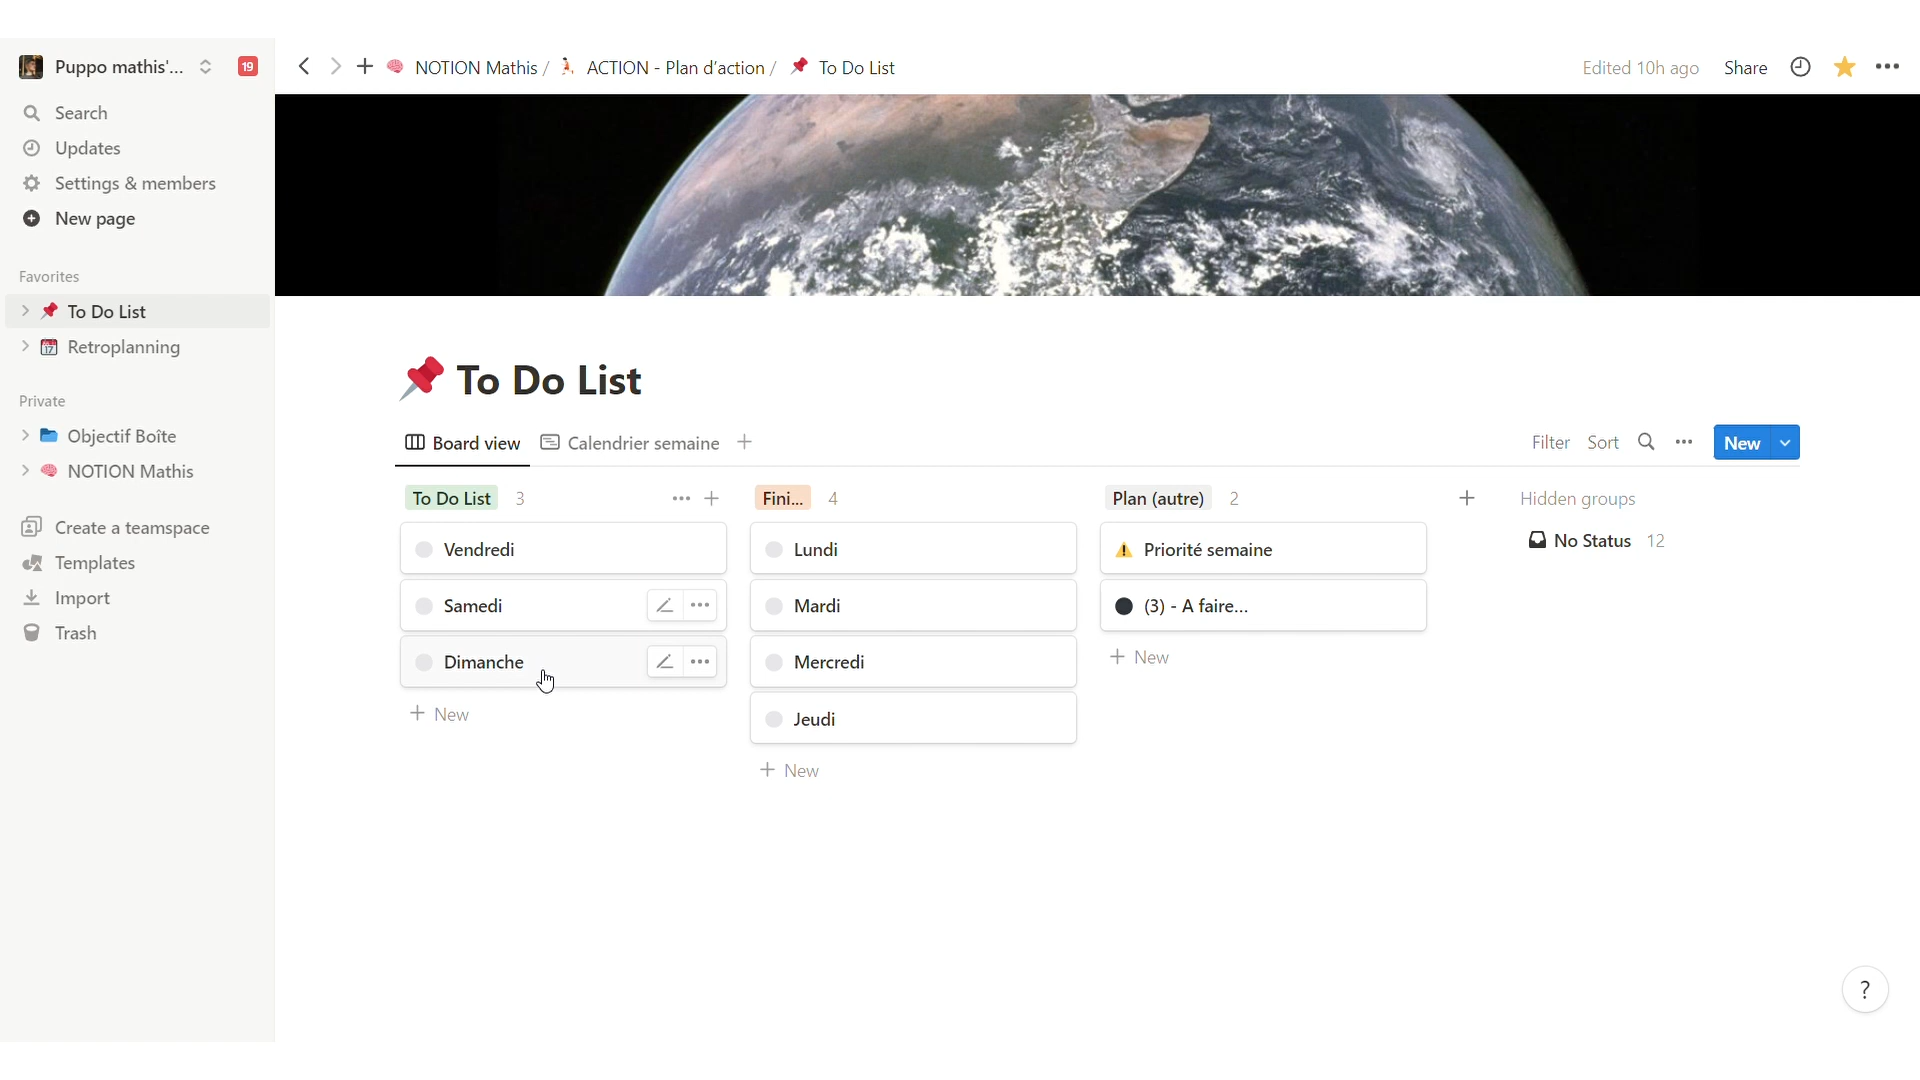 Puppo mathis'...
19
Search
Updates
Settings & members
New page
Favorites
To Do List
Retroplanning
Private
Objectif Boîte
NOTION Mathis
Create a teamspace
Templates
Import
Trash
NOTION Mathis / ACTION - Plan d'action / To Do List
Edited 10h ago Share
To Do List
Board view Calendrier semaine
Filter Sort New
To Do List 3
Vendredi
Samedi
Dimanche
New
Fini... 4
Lundi
Mardi
Mercredi
Jeudi
New
Plan (autre) 2
Priorité semaine
(3) - A faire...
New
Hidden groups
No Status 12
?